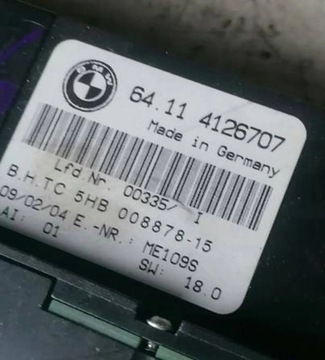 64.11 4126707
Made in Germany
Lfd Nr. 00335/ I
B.H.TC 5HB 008878-15
09/02/04 E.-NR.: ME109S
AI: 01 SW: 18.0